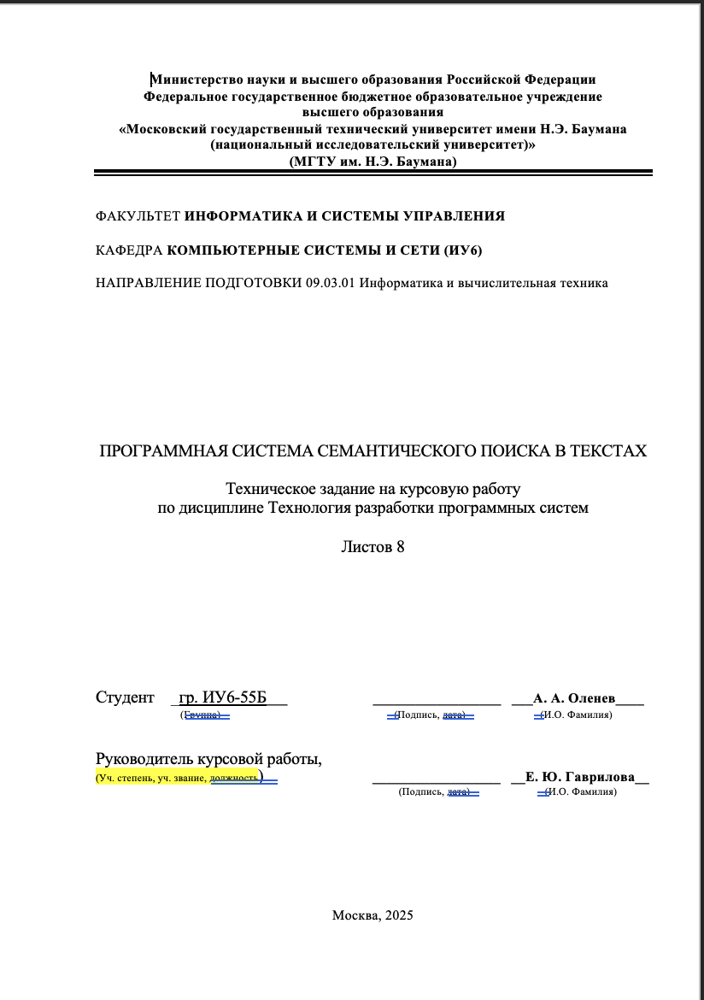 Министерство науки и высшего образования Российской Федерации
Федеральное государственное бюджетное образовательное учреждение
высшего образования
«Московский государственный технический университет имени Н.Э. Баумана
(национальный исследовательский университет)»
(МГТУ им. Н.Э. Баумана)
ФАКУЛЬТЕТ ИНФОРМАТИКА И СИСТЕМЫ УПРАВЛЕНИЯ
КАФЕДРА КОМПЬЮТЕРНЫЕ СИСТЕМЫ И СЕТИ (ИУ6)
НАПРАВЛЕНИЕ ПОДГОТОВКИ 09.03.01 Информатика и вычислительная техника
ПРОГРАММНАЯ СИСТЕМА СЕМАНТИЧЕСКОГО ПОИСКА В ТЕКСТАХ
Техническое задание на курсовую работу
по дисциплине Технология разработки программных систем
Листов 8
Студент гр. ИУ6-55Б А. А. Оленев
(Группа) (Подпись, дата) (И.О. Фамилия)
Руководитель курсовой работы,
(Уч. степень, уч. звание, должность) Е. Ю. Гаврилова
(Подпись, дата) (И.О. Фамилия)
Москва, 2025